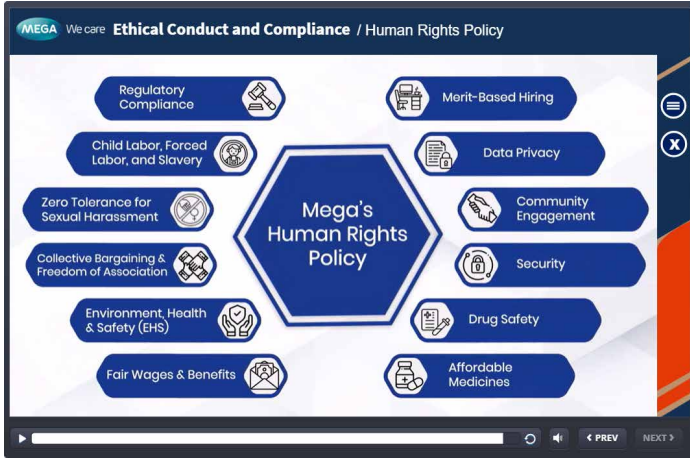 MEGA We care Ethical Conduct and Compliance / Human Rights Policy
Regulatory
Compliance
Child Labor, Forced
Labor, and Slavery
Zero Tolerance for
Sexual Harassment
Collective Bargaining &
Freedom of Association
Environment, Health
& Safety (EHS)
Fair Wages & Benefits
Mega's
Human Rights
Policy
Merit-Based Hiring
Data Privacy
Community
Engagement
Security
Drug Safety
Affordable
Medicines
X
< PREV NEXT >